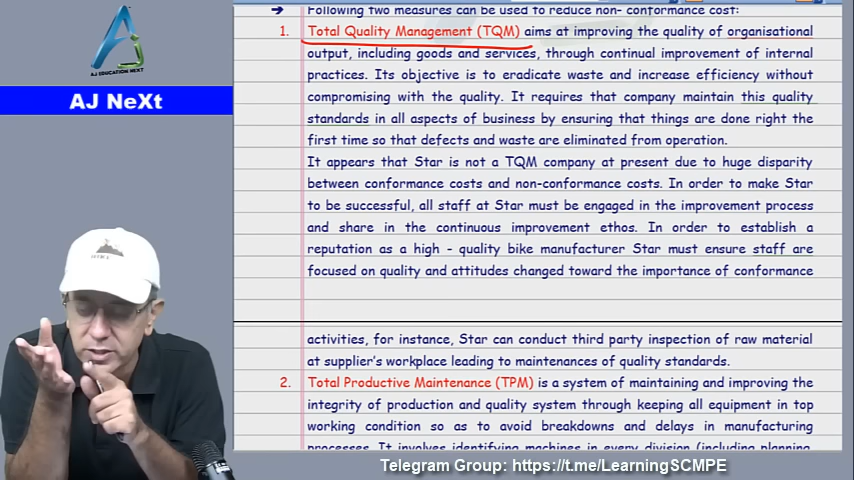 Following two measures can be used to reduce non- conformance cost:
1. Total Quality Management (TQM) aims at improving the quality of organisational
output, including goods and services, through continual improvement of internal
practices. Its objective is to eradicate waste and increase efficiency without
compromising with the quality. It requires that company maintain this quality
standards in all aspects of business by ensuring that things are done right the
first time so that defects and waste are eliminated from operation.
It appears that Star is not a TQM company at present due to huge disparity
between conformance costs and non-conformance costs. In order to make Star
to be successful, all staff at Star must be engaged in the improvement process
and share in the continuous improvement ethos. In order to establish a
reputation as a high - quality bike manufacturer Star must ensure staff are
focused on quality and attitudes changed toward the importance of conformance
activities, for instance, Star can conduct third party inspection of raw material
at supplier's workplace leading to maintenances of quality standards.
2. Total Productive Maintenance (TPM) is a system of maintaining and improving the
integrity of production and quality system through keeping all equipment in top
working condition so as to avoid breakdowns and delays in manufacturing
processes. It involves identifying machines in every division (including planning,
AJ EDUCATION NEXT
AJ NeXt
Telegram Group: https://t.me/LearningSCMPE